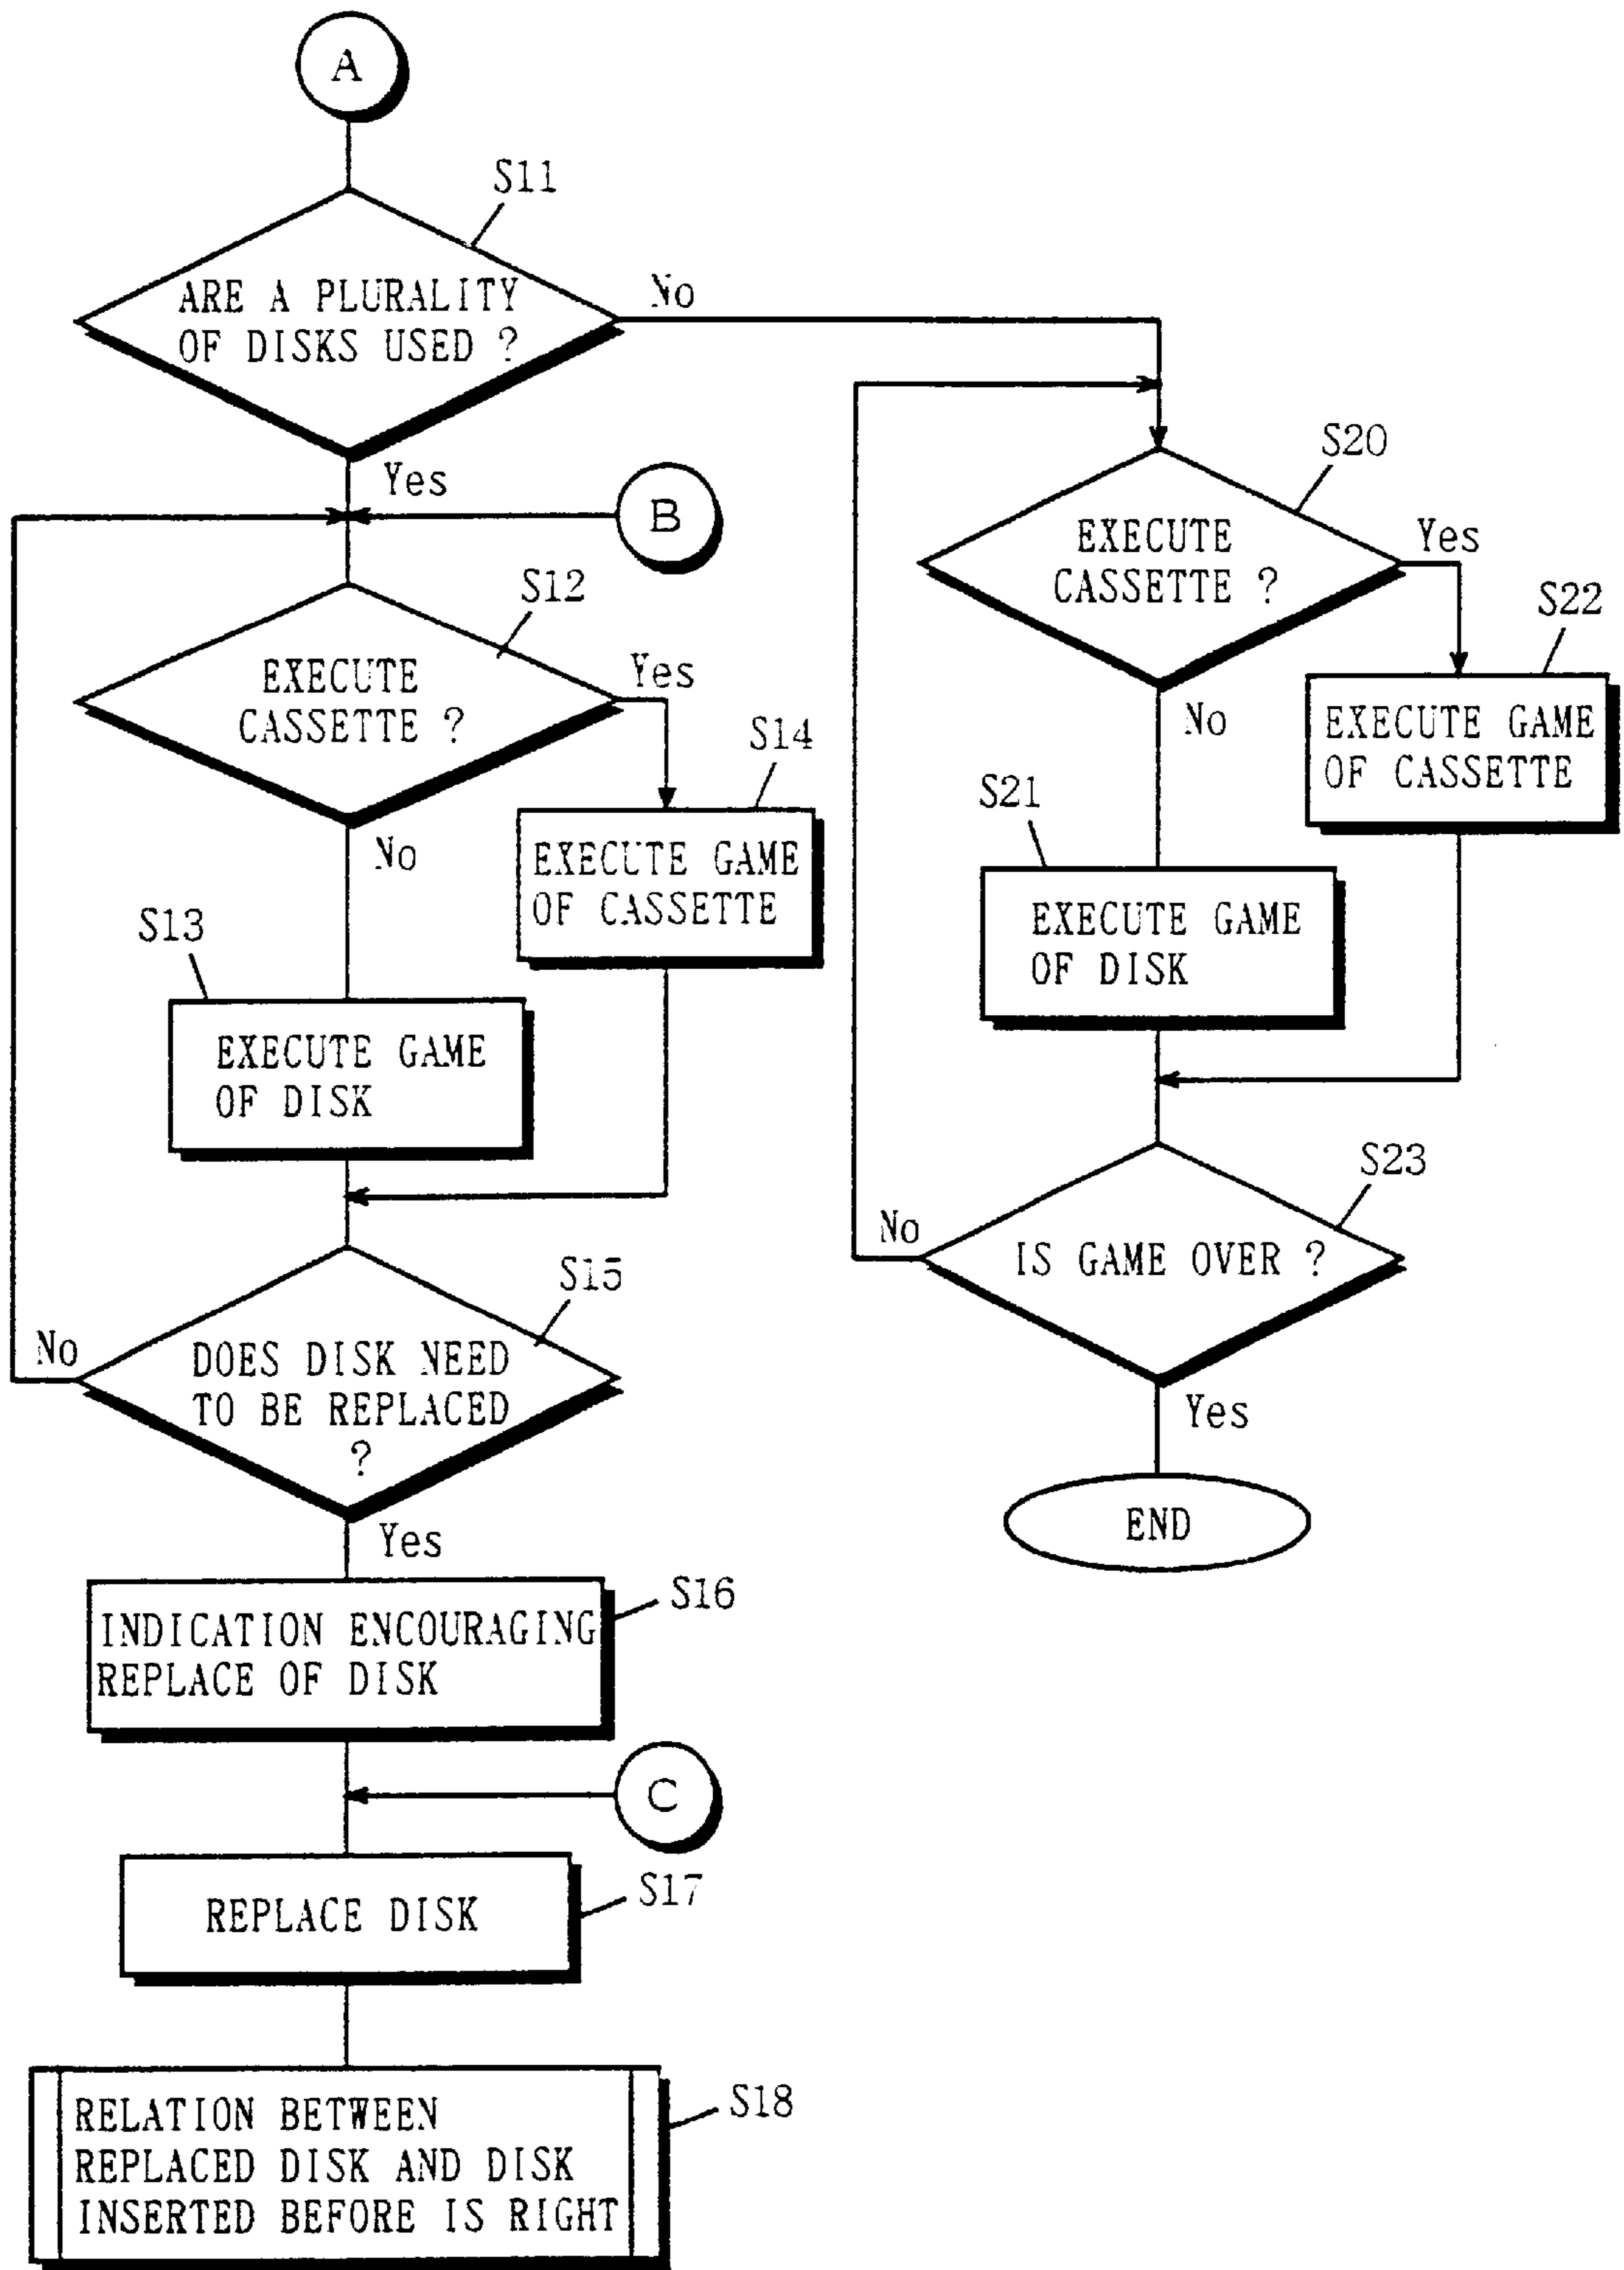 A
S11
ARE A PLURALITY
OF DISKS USED ?
No
Yes
B
S12
EXECUTE
CASSETTE ?
Yes
No
S14
EXECUTE GAME
OF CASSETTE
S13
EXECUTE GAME
OF DISK
S15
DOES DISK NEED
TO BE REPLACED
?
No
Yes
S16
INDICATION ENCOURAGING
REPLACE OF DISK
C
S17
REPLACE DISK
S18
RELATION BETWEEN
REPLACED DISK AND DISK
INSERTED BEFORE IS RIGHT
S20
EXECUTE
CASSETTE ?
Yes
No
S22
EXECUTE GAME
OF CASSETTE
S21
EXECUTE GAME
OF DISK
S23
IS GAME OVER ?
No
Yes
END